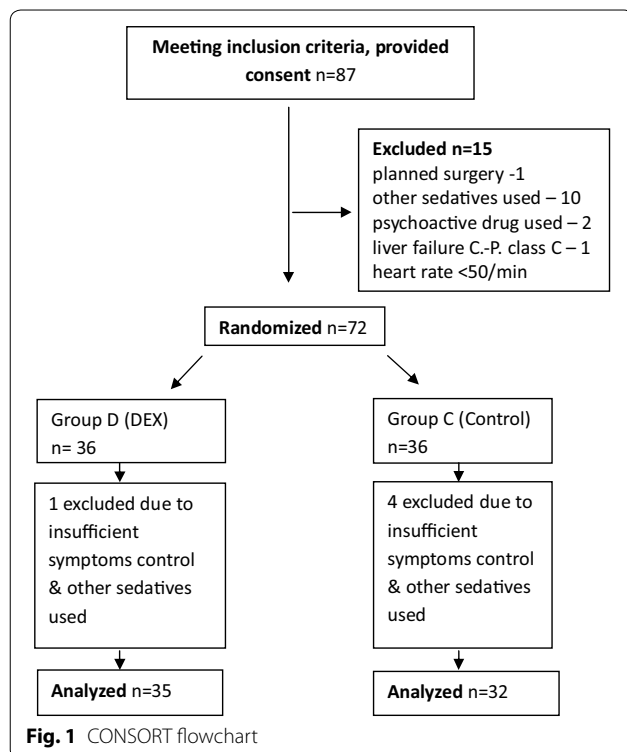 Meeting inclusion criteria, provided
consent n=87
Excluded n=15
planned surgery -1
other sedatives used – 10
psychoactive drug used – 2
liver failure C.-P. class C – 1
heart rate <50/min
Randomized n=72
Group D (DEX)
n= 36
Group C (Control)
n=36
1 excluded due to
insufficient
symptoms control
& other sedatives
used
4 excluded due to
insufficient
symptoms control
& other sedatives
used
Analyzed n=35
Analyzed n=32
Fig. 1 CONSORT flowchart